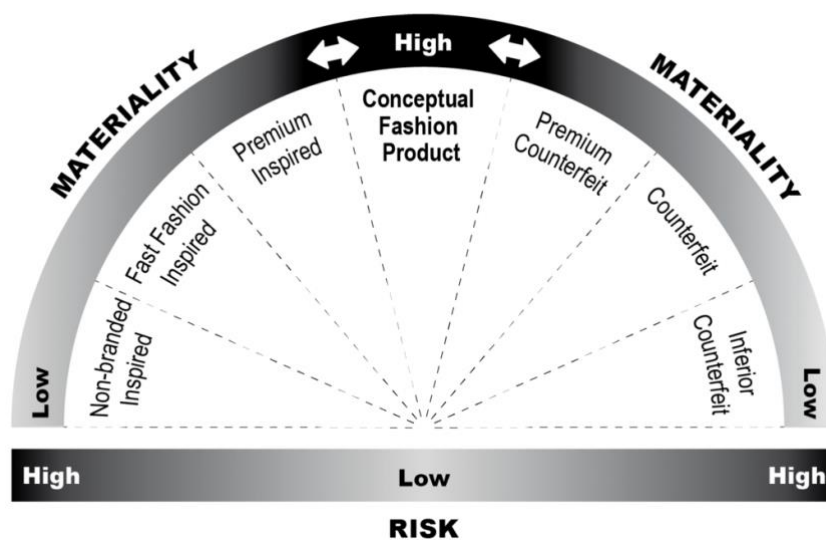 High
MATERIALITY
MATERIALITY
Conceptual
Fashion
Product
Premium
Inspired
Premium
Counterfeit
Fast Fashion
Inspired
Counterfeit
Non-branded
Inspired
Inferior
Counterfeit
Low
Low
High
Low
High
RISK